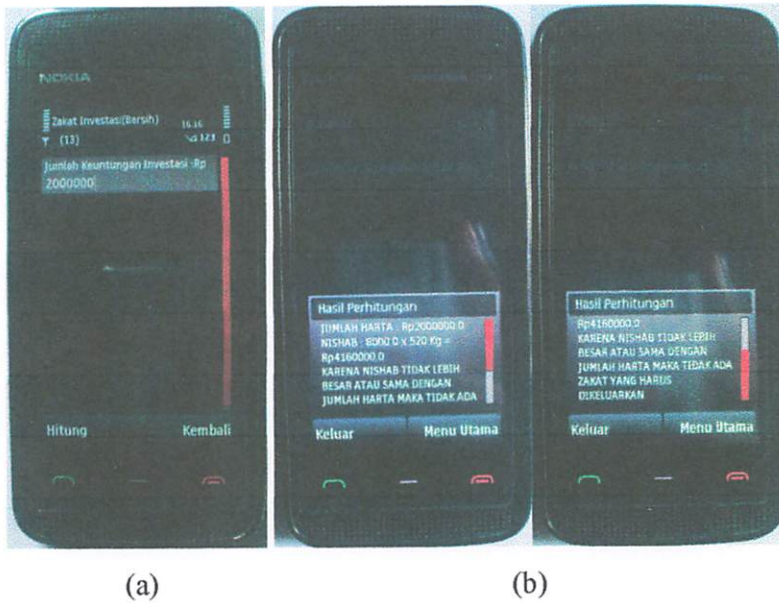 NOKIA
Zakat Investasi(Bersih)
16.16
(13)
123
Jumlah Keuntungan Investasi :Rp
2000000
Hitung
Kembali
Hasil Perhitungan
JUMLAH HARTA : Rp2000000.0
NISHAB : 8000.0 x 520 Kg =
Rp4160000.0
KARENA NISHAB TIDAK LEBIH
BESAR ATAU SAMA DENGAN
JUMLAH HARTA MAKA TIDAK ADA
Keluar
Menu Utama
Hasil Perhitungan
Rp4160000.0
KARENA NISHAB TIDAK LEBIH
BESAR ATAU SAMA DENGAN
JUMLAH HARTA MAKA TIDAK ADA
ZAKAT YANG HARUS
DIKELUARKAN
Keluar
Menu Utama
(a)
(b)